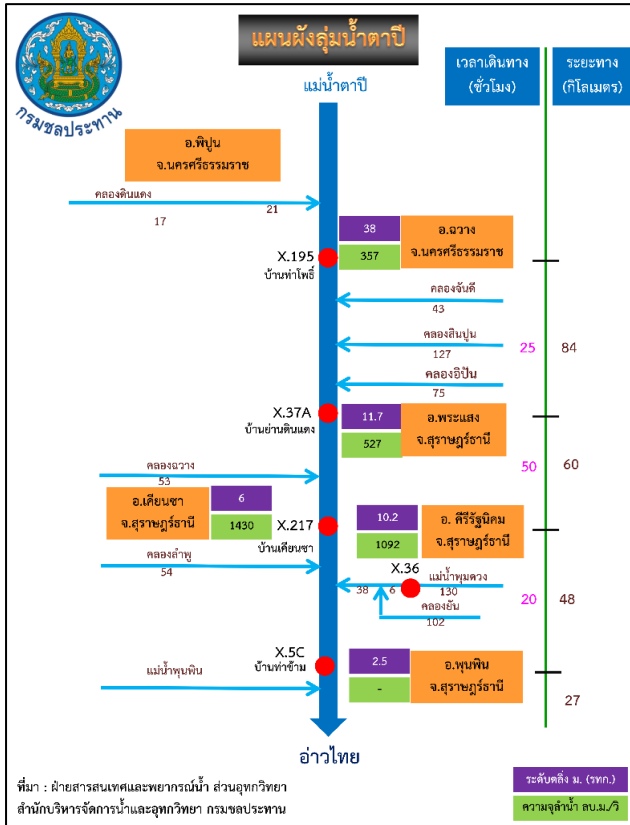 แผนผังลุ่มน้ำตาปี
เวลาเดินทาง
(ชั่วโมง)
ระยะทาง
(กิโลเมตร)
กรมชลประทาน
แม่น้ำตาปี
อ.พิปูน
จ.นครศรีธรรมราช
คลองดินแดง
21
17
38
357
อ.ฉวาง
จ.นครศรีธรรมราช
X.195
บ้านท่าโพธิ์
คลองจันดี
43
คลองสินปูน
127
25
84
คลองอิปัน
75
X.37A
บ้านย่านดินแดง
11.7
527
อ.พระแสง
จ.สุราษฎร์ธานี
คลองฉวาง
53
50
60
อ.เคียนซา
จ.สุราษฎร์ธานี
6
1430
X.217
บ้านเคียนซา
10.2
1092
อ. คีรีรัฐนิคม
จ.สุราษฎร์ธานี
คลองลำพู
54
X.36
แม่น้ำพุมดวง
38
6
130
คลองยัน
102
20
48
X.5C
บ้านท่าข้าม
2.5
-
อ.พุนพิน
จ.สุราษฎร์ธานี
แม่น้ำพุนพิน
27
อ่าวไทย
ที่มา : ฝ่ายสารสนเทศและพยากรณ์น้ำ ส่วนอุทกวิทยา
สำนักบริหารจัดการน้ำและอุทกวิทยา กรมชลประทาน
ระดับตลิ่ง ม. (รทก.)
ความจุลำน้ำ ลบ.ม./วิ